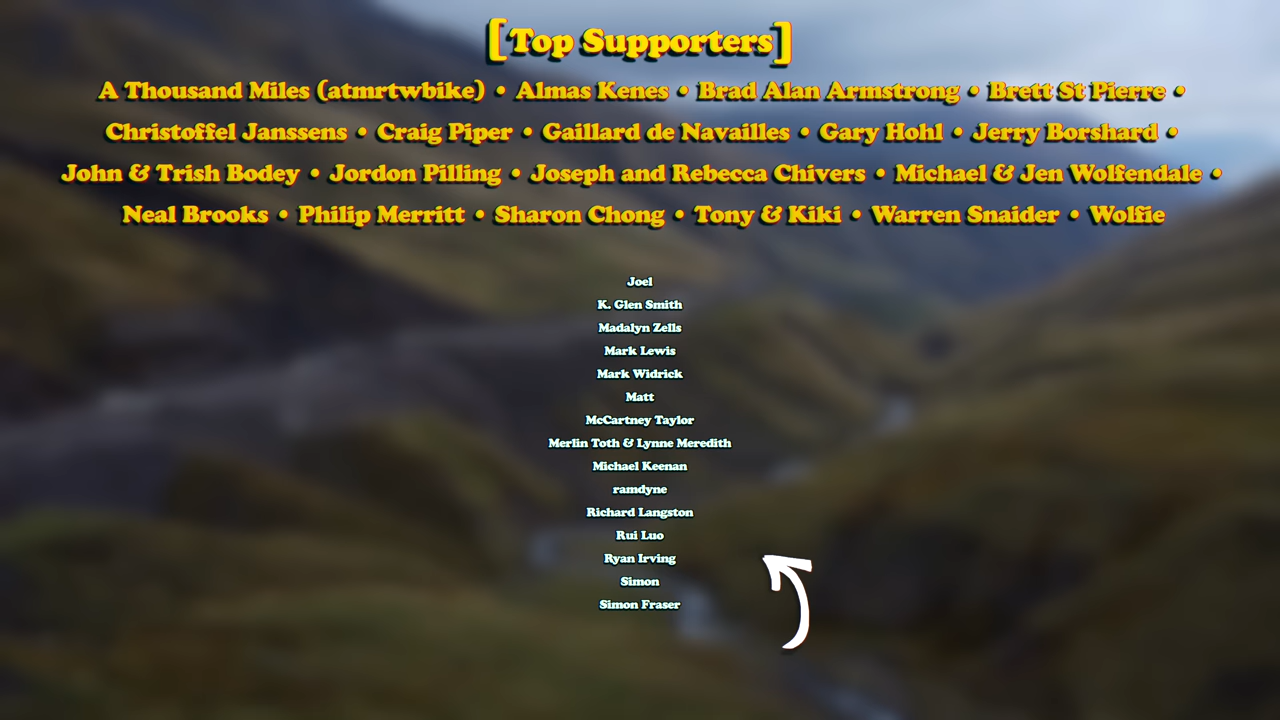 [Top Supporters]
A Thousand Miles (atmrtwbike) • Almas Kenes • Brad Alan Armstrong • Brett St Pierre •
Christoffel Janssens • Craig Piper • Gaillard de Navailles • Gary Hohl • Jerry Borshard •
John & Trish Bodey • Jordon Pilling • Joseph and Rebecca Chivers • Michael & Jen Wolfendale •
Neal Brooks • Philip Merritt • Sharon Chong • Tony & Kiki • Warren Snaider • Wolfie
Joel
K. Glen Smith
Madalyn Zells
Mark Lewis
Mark Widrick
Matt
McCartney Taylor
Merlin Toth & Lynne Meredith
Michael Keenan
ramdyne
Richard Langston
Rui Luo
Ryan Irving
Simon
Simon Fraser